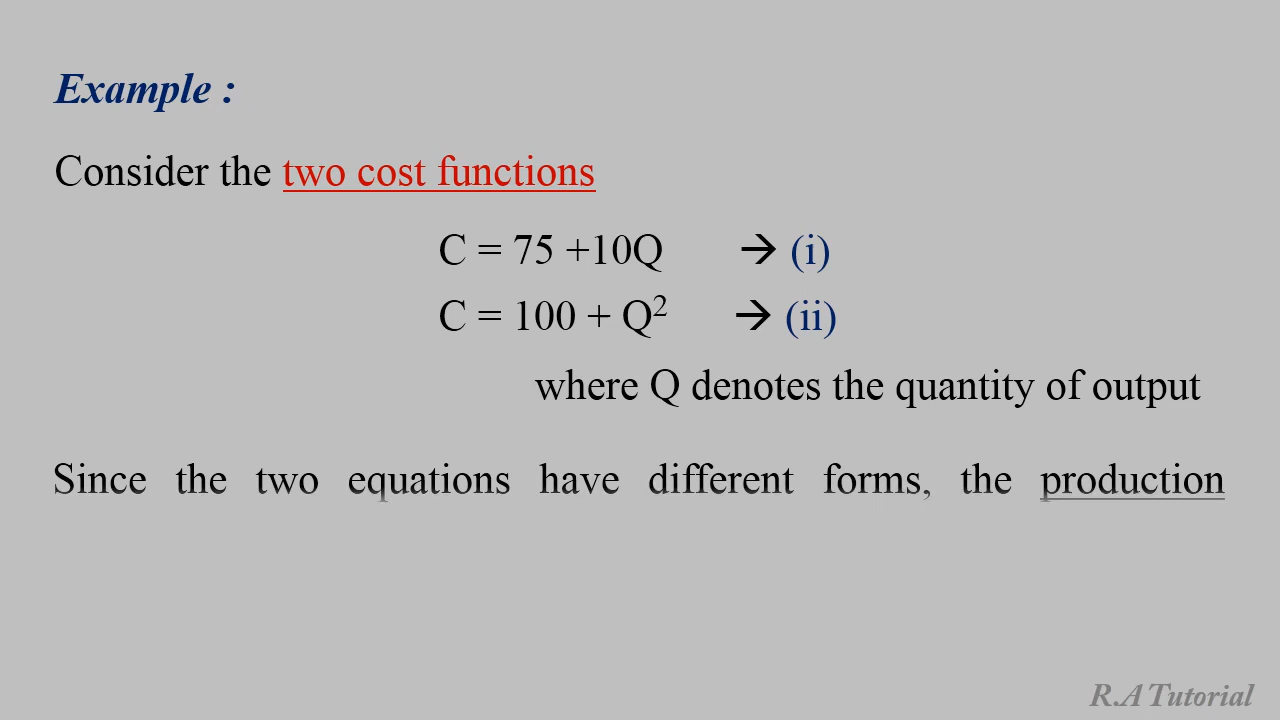 Example :
Consider the two cost functions
C = 75 +10Q → (i)
C = 100 + Q² → (ii)
where Q denotes the quantity of output
Since the two equations have different forms, the production
R.A Tutorial